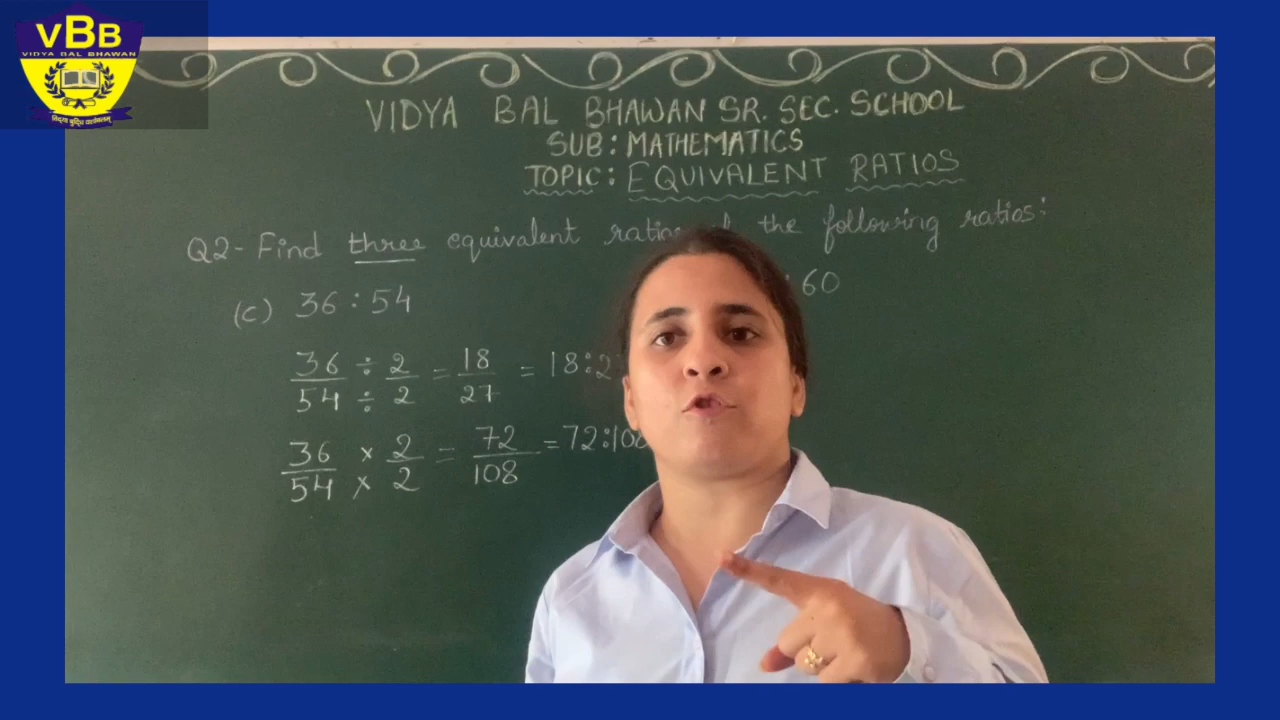 VBB
VIDYA BAL BHAWAN
VIDYA BAL BHAWAN SR. SEC. SCHOOL
SUB: MATHEMATICS
TOPIC: EQUIVALENT RATIOS
Q2- Find three equivalent the following ratios:
(c) 36:54 :60
36/54 ÷ 2/÷ 2 = 18/27 = 18:2
36/54 × 2/× 2 = 72/108 = 72:108